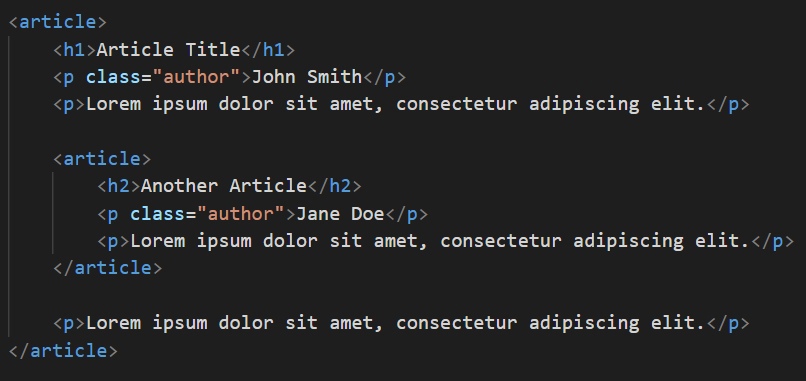 <article>
    <h1>Article Title</h1>
    <p class="author">John Smith</p>
    <p>Lorem ipsum dolor sit amet, consectetur adipiscing elit.</p>

    <article>
        <h2>Another Article</h2>
        <p class="author">Jane Doe</p>
        <p>Lorem ipsum dolor sit amet, consectetur adipiscing elit.</p>
    </article>

    <p>Lorem ipsum dolor sit amet, consectetur adipiscing elit.</p>
</article>